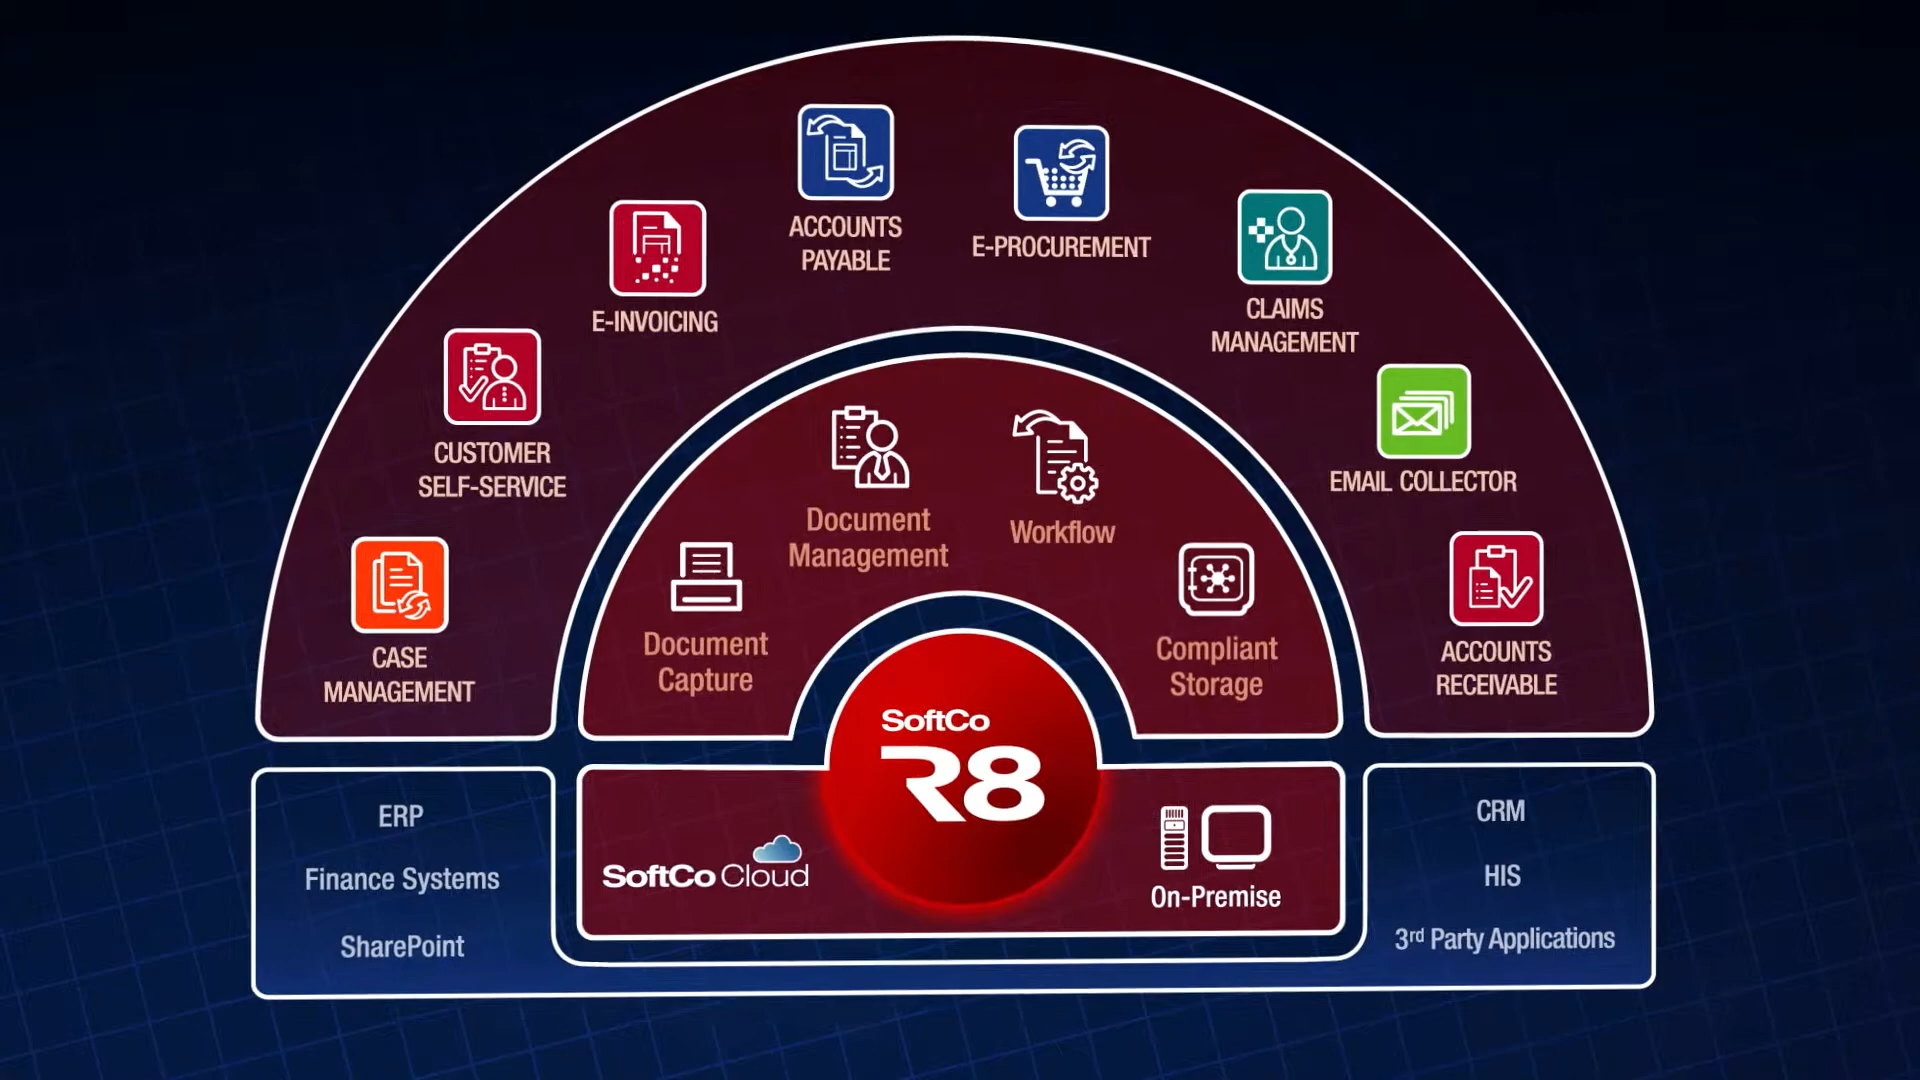 ACCOUNTS
PAYABLE
E-PROCUREMENT
E-INVOICING
CLAIMS
MANAGEMENT
CUSTOMER
SELF-SERVICE
EMAIL COLLECTOR
CASE
MANAGEMENT
ACCOUNTS
RECEIVABLE
Document
Management
Workflow
Document
Capture
Compliant
Storage
SoftCo
R8
SoftCo Cloud
On-Premise
ERP
Finance Systems
SharePoint
CRM
HIS
3rd Party Applications